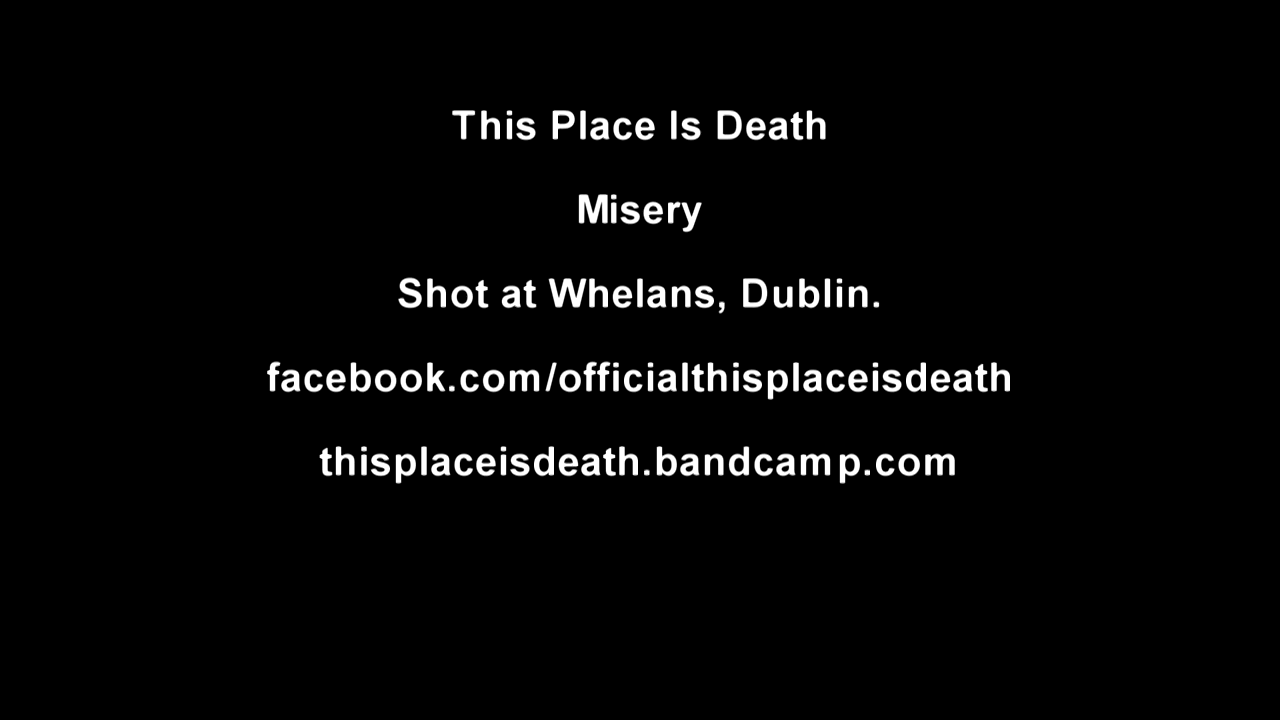 This Place Is Death
Misery
Shot at Whelans, Dublin.
facebook.com/officialthisplaceisdeath
thisplaceisdeath.bandcamp.com